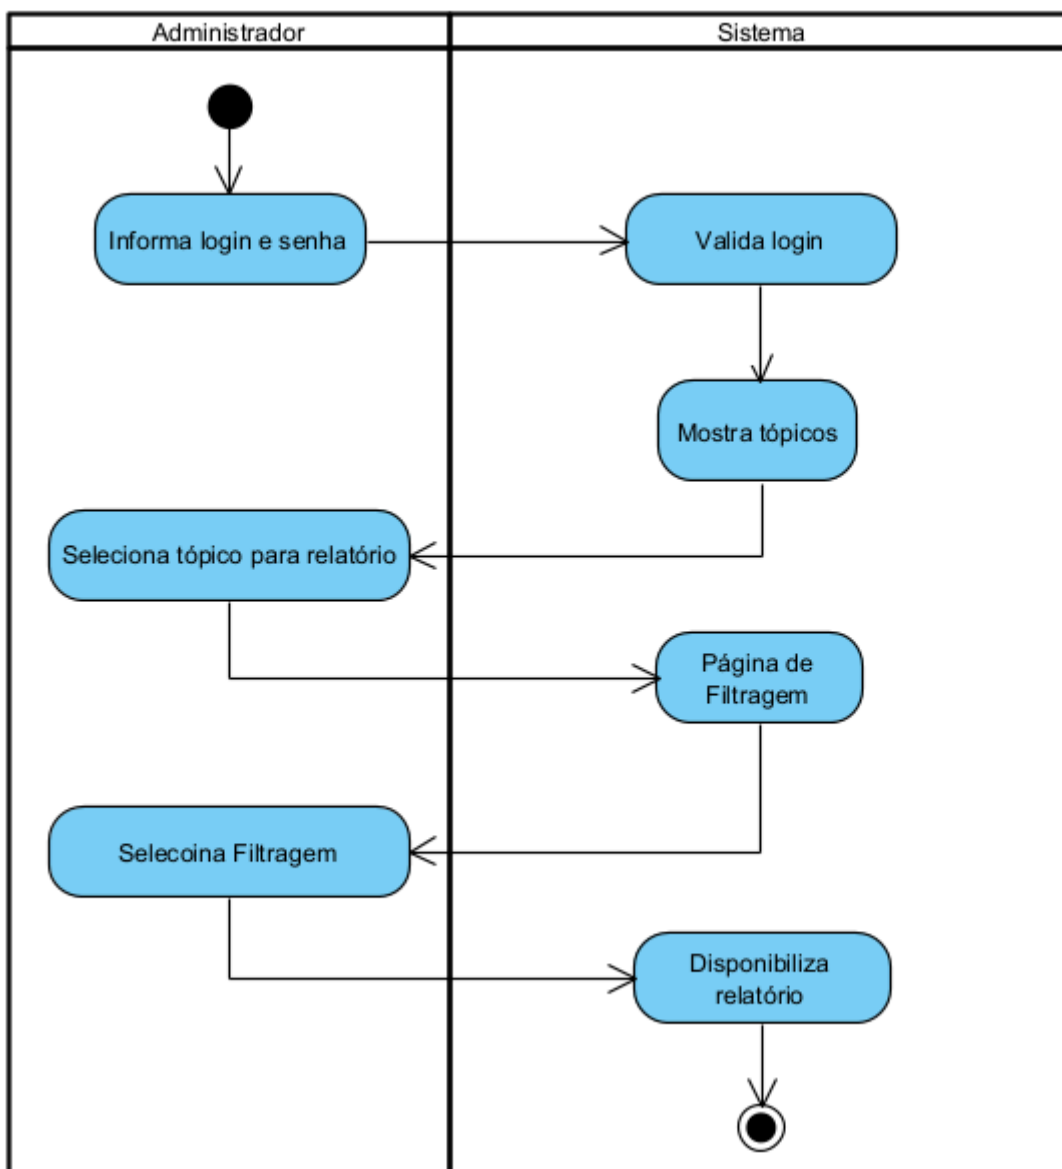 Administrador
Sistema
Informa login e senha
Valida login
Mostra tópicos
Seleciona tópico para relatório
Página de
Filtragem
Selecoina Filtragem
Disponibiliza
relatório